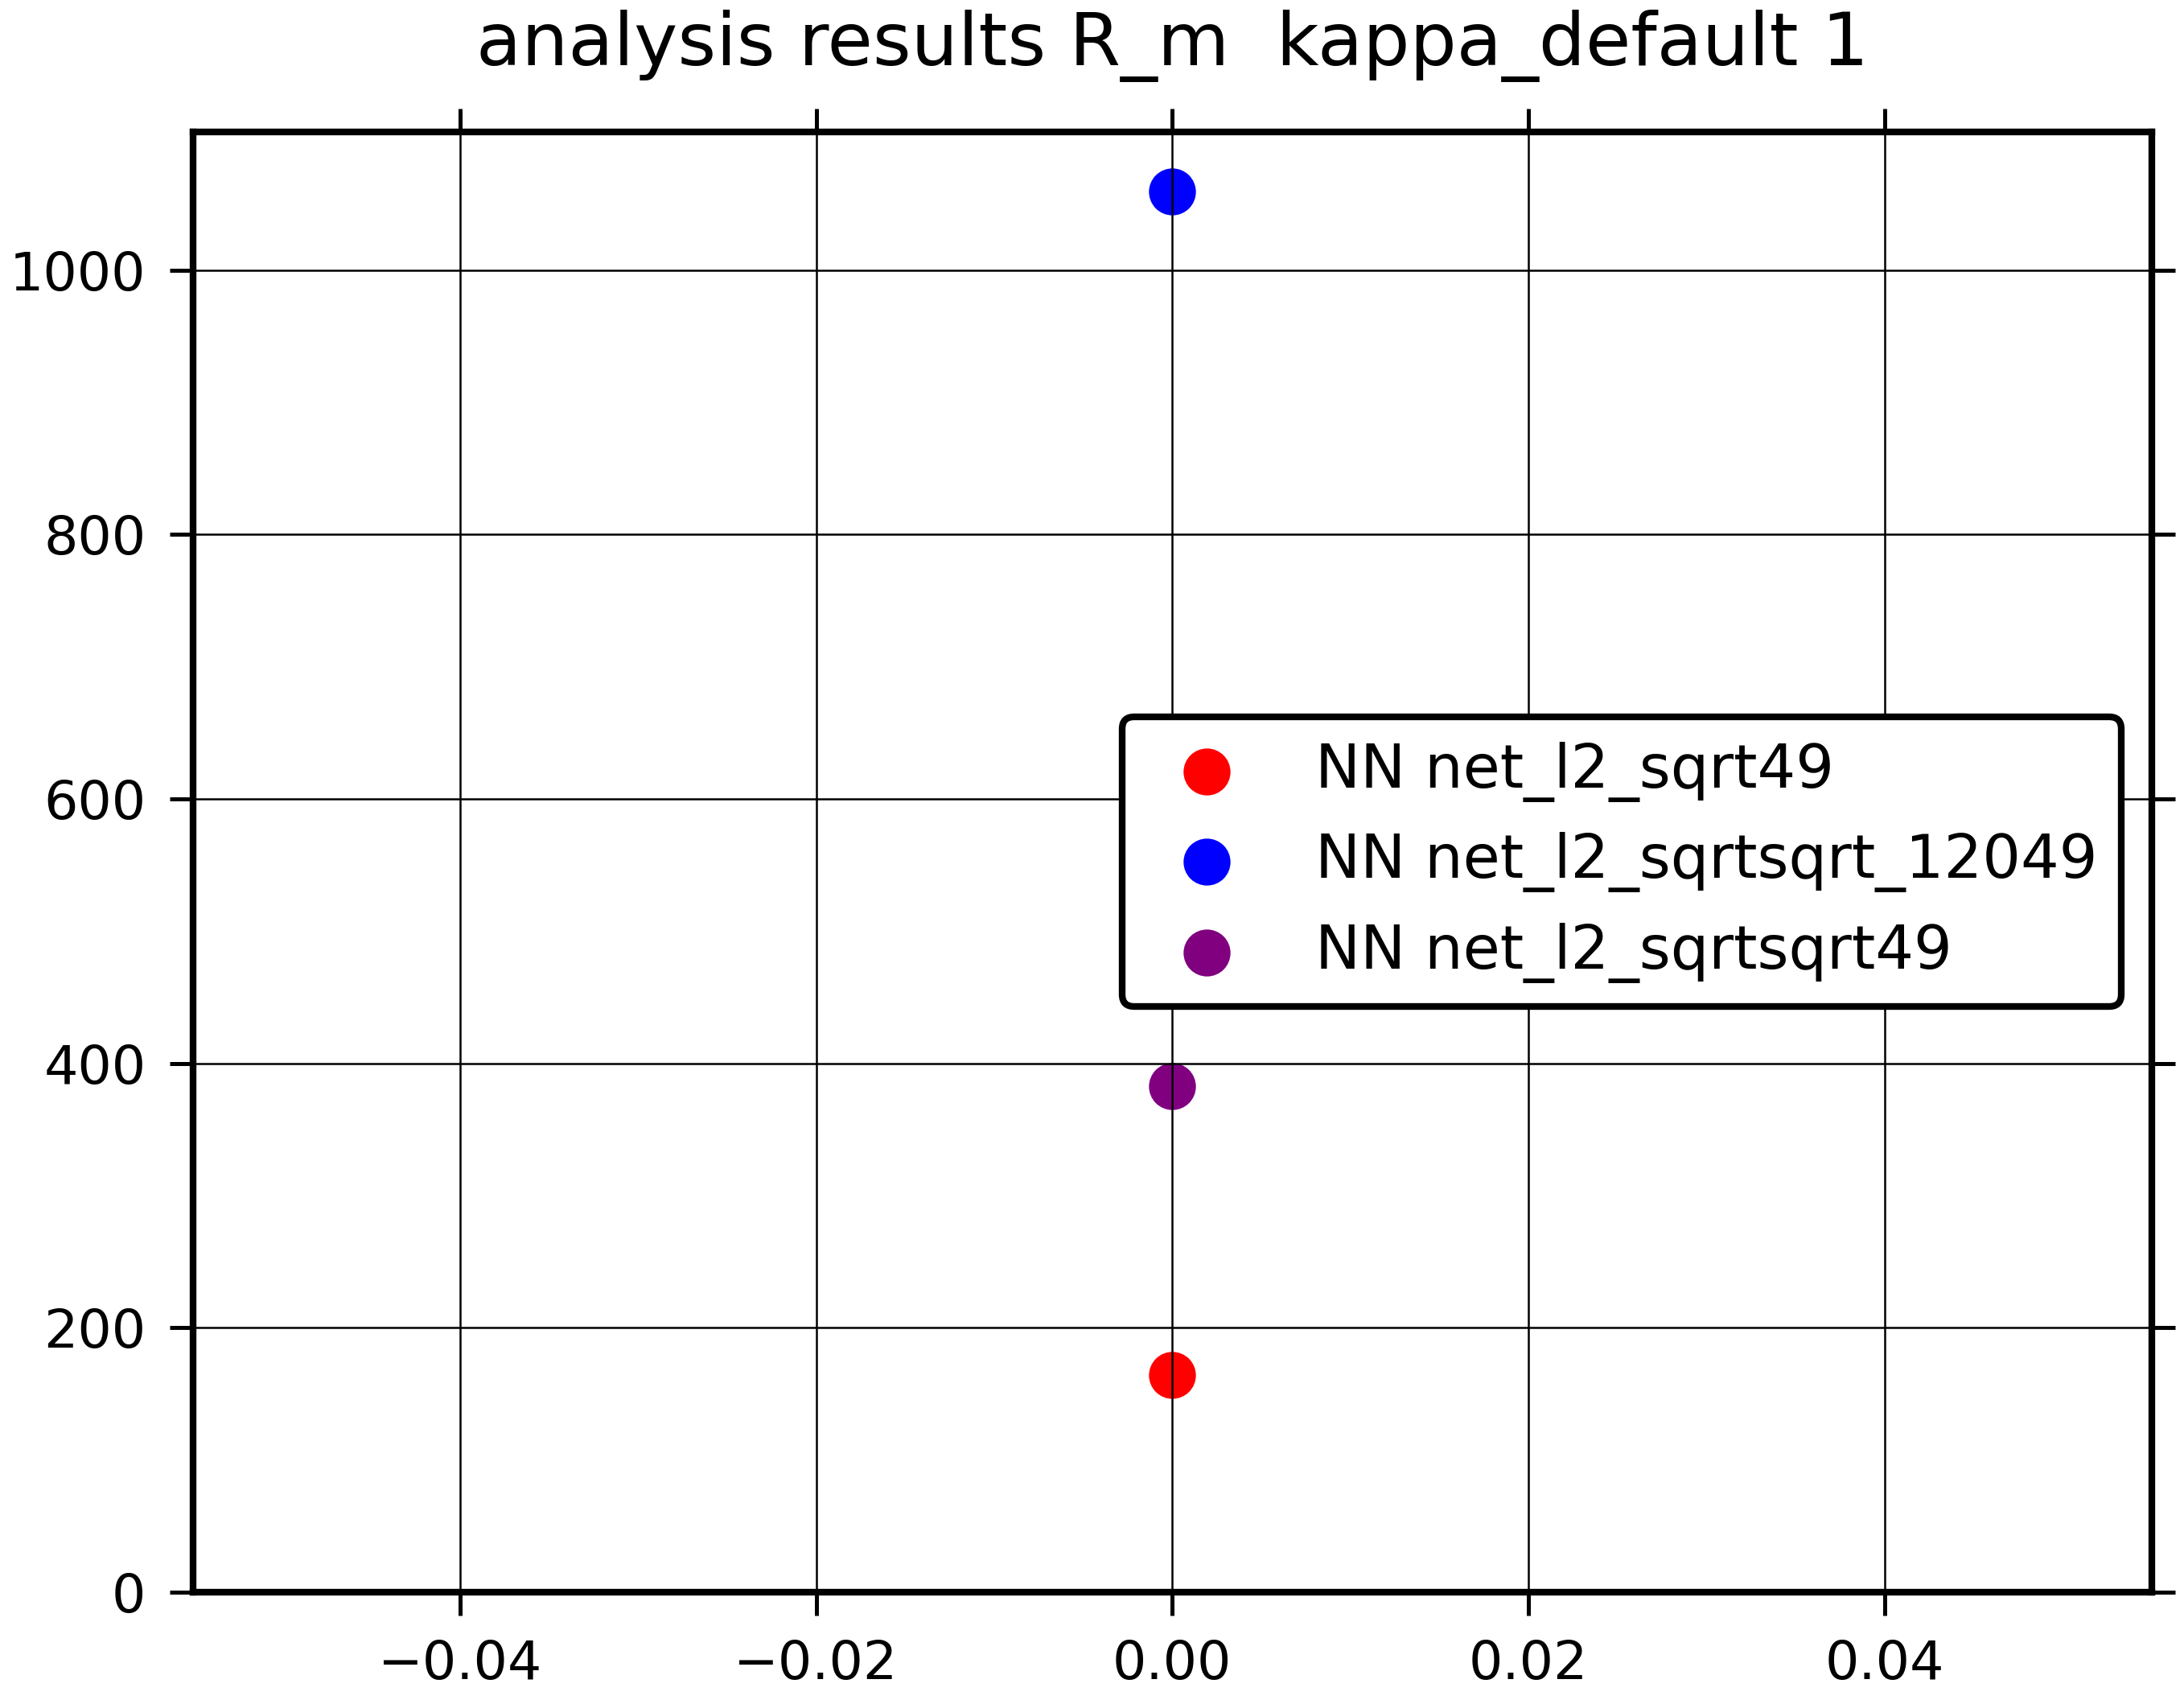 analysis results R_m  kappa_default 1
1000
800
600
400
200
0
NN net_l2_sqrt49
NN net_l2_sqrtsqrt_12049
NN net_l2_sqrtsqrt49
−0.04 −0.02 0.00 0.02 0.04